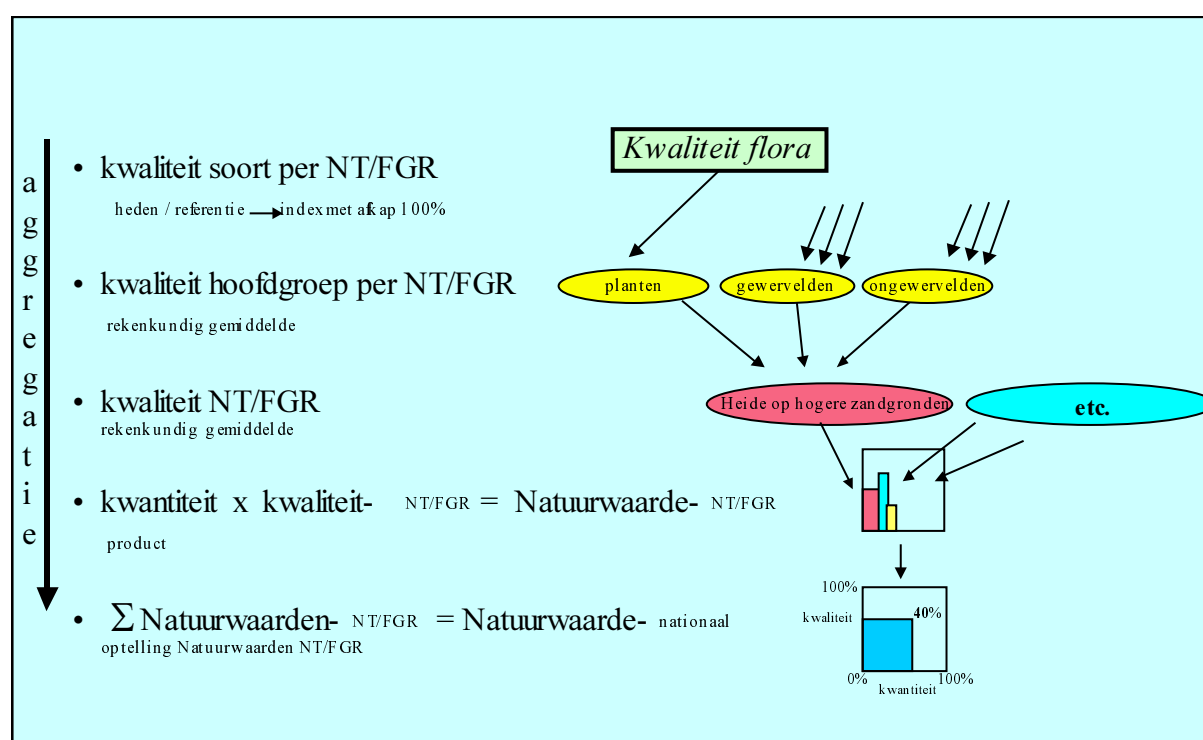 aggregatie
• kwaliteit soort per NT/FGR
heden / referentie → index met afkap 100%
• kwaliteit hoofdgroep per NT/FGR
rekenkundig gemiddelde
• kwaliteit NT/FGR
rekenkundig gemiddelde
• kwantiteit x kwaliteit- NT/FGR = Natuurwaarde- NT/FGR
product
• Σ Natuurwaarden- NT/FGR = Natuurwaarde- nationaal
optelling Natuurwaarden NT/FGR
Kwaliteit flora
planten
gewervelden
ongewervelden
Heide op hogere zandgronden
etc.
100%
kwaliteit
40%
0%
100%
kwantiteit